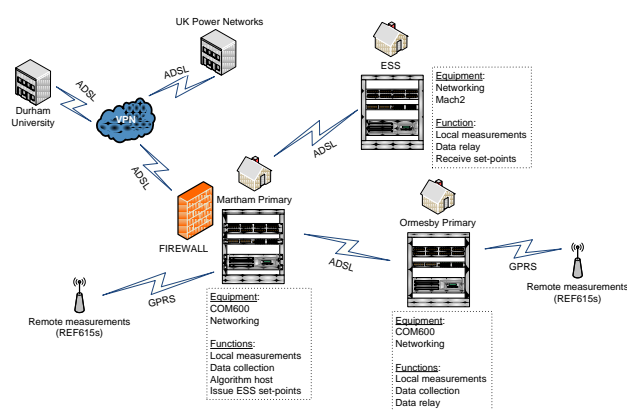 UK Power Networks
ESS
ADSL
Durham
University
ADSL
VPN
Equipment:
Networking
Mach2
Function:
Local measurements
Data relay
Receive set-points
ADSL
ADSL
Martham Primary
FIREWALL
Ormesby Primary
ADSL
GPRS
GPRS
Remote measurements
(REF615s)
Remote measurements
(REF615s)
Equipment:
COM600
Networking
Functions:
Local measurements
Data collection
Algorithm host
Issue ESS set-points
Equipment:
COM600
Networking
Functions:
Local measurements
Data collection
Data relay